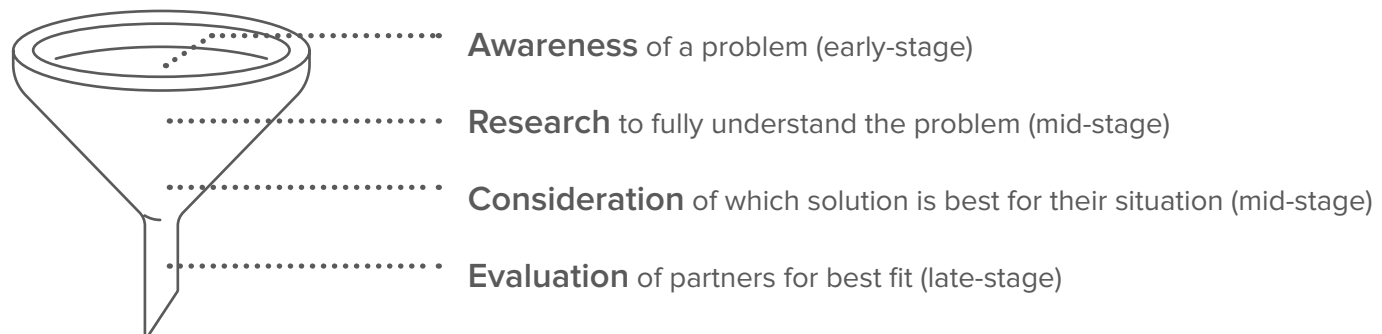 Awareness of a problem (early-stage)
Research to fully understand the problem (mid-stage)
Consideration of which solution is best for their situation (mid-stage)
Evaluation of partners for best fit (late-stage)